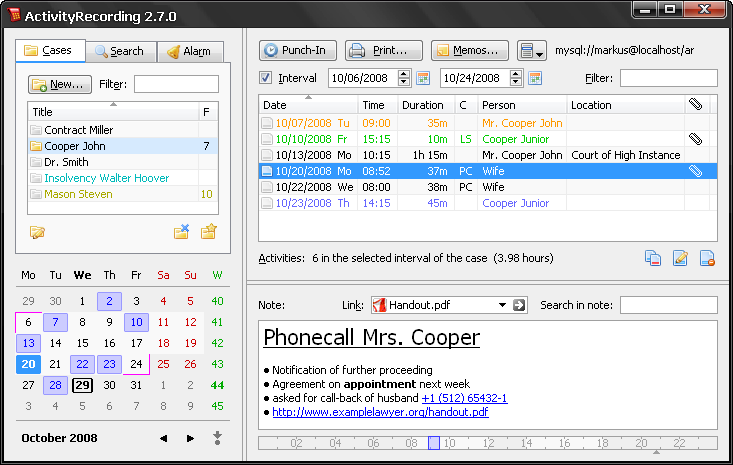 ActivityRecording 2.7.0
Cases Search Alarm
New... Filter:
Title F
Contract Miller
Cooper John 7
Dr. Smith
Insolvency Walter Hoover
Mason Steven 10
Mo Tu We Th Fr Sa Su W
29 30 1 2 3 4 5 40
6 7 8 9 10 11 12 41
13 14 15 16 17 18 19 42
20 21 22 23 24 25 26 43
27 28 29 30 31 1 2 44
3 4 5 6 7 8 9 45
October 2008
Punch-In Print... Memos... mysql://markus@localhost/ar
Interval 10/06/2008 10/24/2008 Filter:
Date Time Duration C Person Location
10/07/2008 Tu 09:00 35m Mr. Cooper John
10/10/2008 Fr 15:15 10m LS Cooper Junior
10/13/2008 Mo 10:15 1h 15m Mr. Cooper John Court of High Instance
10/20/2008 Mo 08:52 37m PC Wife
10/22/2008 We 08:00 38m PC Wife
10/23/2008 Th 14:15 45m Cooper Junior
Activities: 6 in the selected interval of the case (3.98 hours)
Note: Link: Handout.pdf Search in note:
Phonecall Mrs. Cooper
● Notification of further proceeding
● Agreement on appointment next week
● asked for call-back of husband +1 (512) 65432-1
● http://www.examplelawyer.org/handout.pdf
02 04 06 08 10 12 14 16 18 20 22